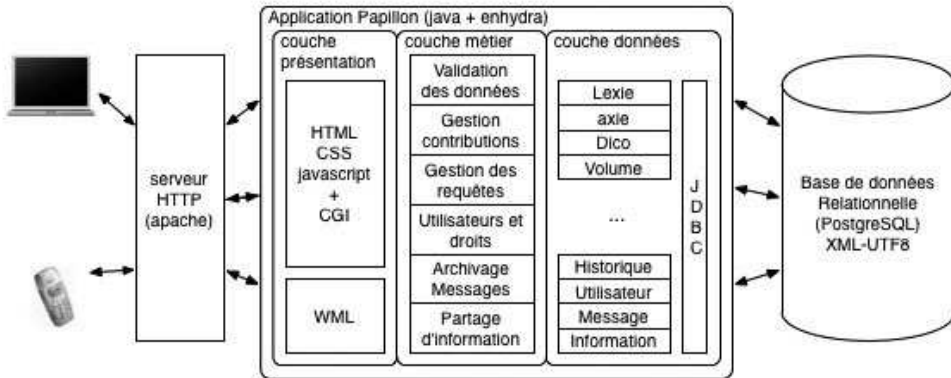 Application Papillon (java + enhydra)
couche
présentation
couche métier
couche données
serveur
HTTP
(apache)
HTML
CSS
javascript
+
CGI
WML
Validation
des données
Gestion
contributions
Gestion des
requêtes
Utilisateurs et
droits
Archivage
Messages
Partage
d'information
Lexie
axie
Dico
Volume
...
Historique
Utilisateur
Message
Information
J
D
B
C
Base de données
Relationnelle
(PostgreSQL)
XML-UTF8